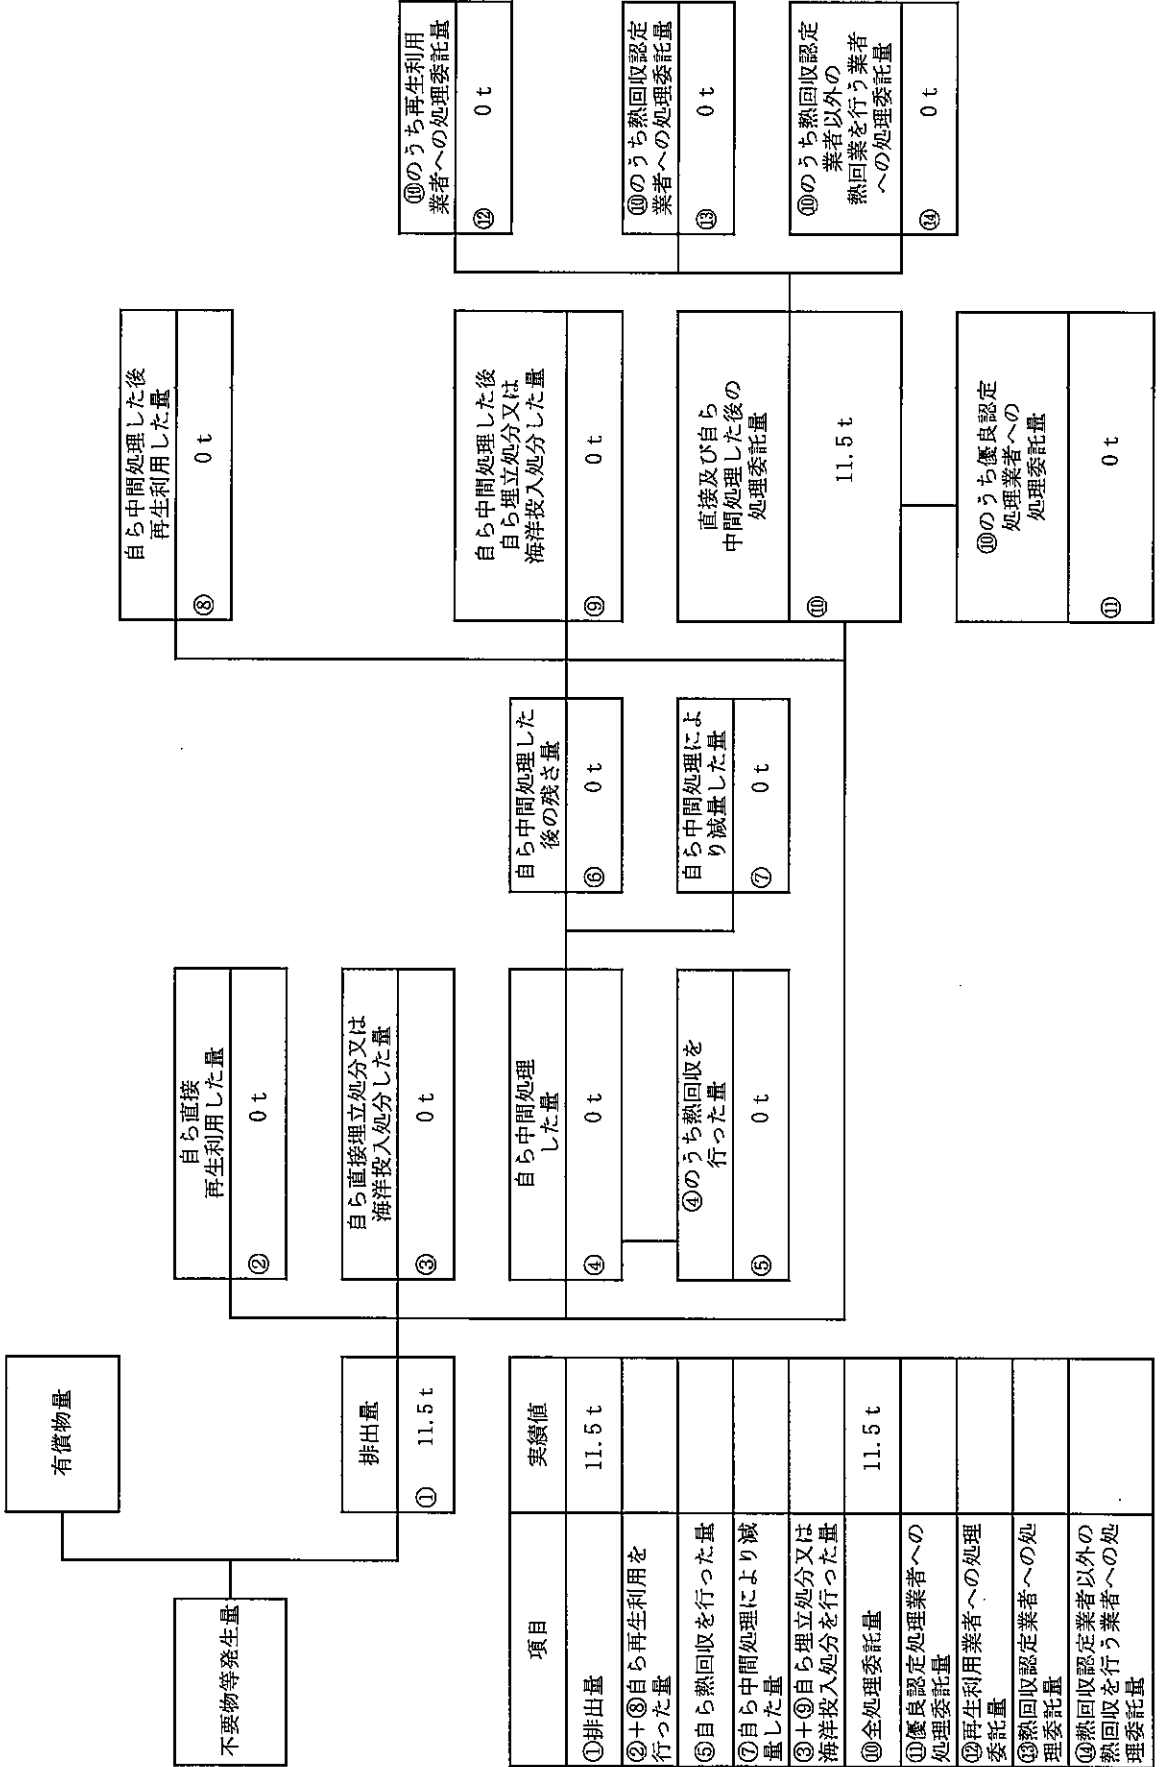 有償物量
不要物等発生量
排出量
① 11.5 t
自ら直接
再生利用した量
② 0 t
自ら直接埋立処分又は
海洋投入処分した量
③ 0 t
自ら中間処理
した量
④ 0 t
④のうち熱回収を
行った量
⑤ 0 t
自ら中間処理した
後の残さ量
⑥ 0 t
自ら中間処理によ
り減量した量
⑦ 0 t
自ら中間処理した後
再生利用した量
⑧ 0 t
自ら中間処理した後
自ら埋立処分又は
海洋投入処分した量
⑨ 0 t
直接及び自ら
中間処理した後の
処理委託量
⑩ 11.5 t
⑩のうち優良認定
処理業者への
処理委託量
⑪ 0 t
⑩のうち再生利用
業者への処理委託量
⑫ 0 t
⑩のうち熱回収認定
業者への処理委託量
⑬ 0 t
⑩のうち熱回収認定
業者以外の
熱回業を行う業者
への処理委託量
⑭ 0 t
項目 実績値
①排出量 11.5 t
②+⑧自ら再生利用を
行った量
⑤自ら熱回収を行った量
⑦自ら中間処理により減
量した量
③+⑨自ら埋立処分又は
海洋投入処分を行った量
⑩全処理委託量 11.5 t
⑪優良認定処理業者への
処理委託量
⑫再生利用業者への処理
委託量
⑬熱回収認定業者への処
理委託量
⑭熱回収認定業者以外の
熱回収を行う業者への処
理委託量